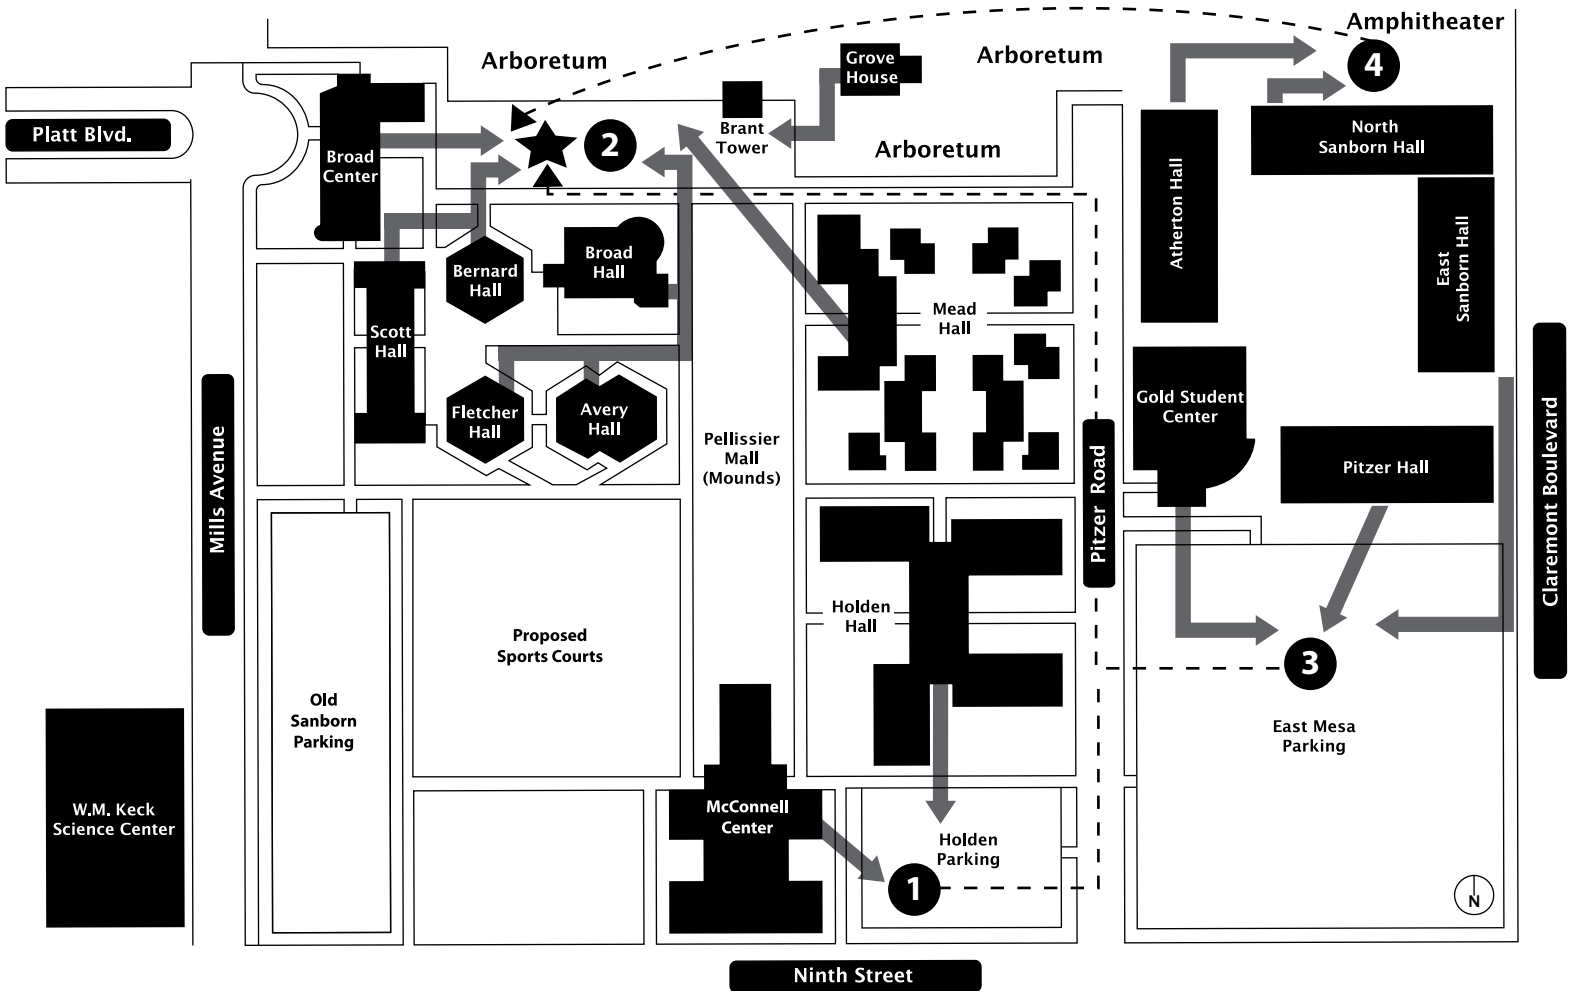 Amphitheater
4
Arboretum
Arboretum
Grove
House
Platt Blvd.
Broad
Center
2
Brant
Tower
Arboretum
North
Sanborn Hall
Atherton Hall
East
Sanborn Hall
Bernard
Hall
Broad
Hall
Scott
Hall
Mead
Hall
Gold Student
Center
Fletcher
Hall
Avery
Hall
Pellissier
Mall
(Mounds)
Pitzer Hall
Mills Avenue
Pitzer Road
Claremont Boulevard
Holden
Hall
Proposed
Sports Courts
3
Old
Sanborn
Parking
East Mesa
Parking
W.M. Keck
Science Center
McConnell
Center
Holden
Parking
1
N
Ninth Street